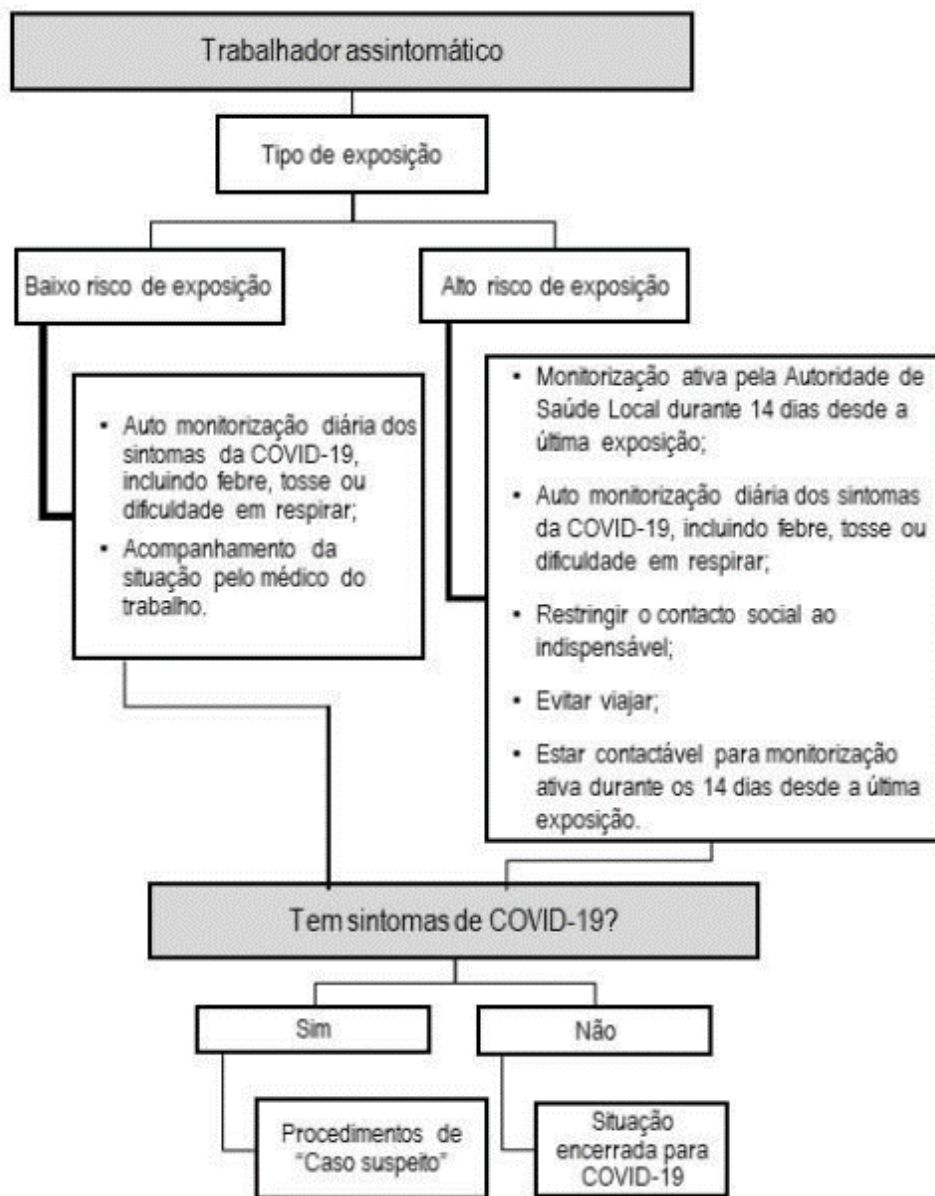 Trabalhador assintomático
Tipo de exposição
Baixo risco de exposição
Alto risco de exposição
• Auto monitorização diária dos
sintomas da COVID-19,
incluindo febre, tosse ou
dificuldade em respirar;
• Acompanhamento da
situação pelo médico do
trabalho.
• Monitorização ativa pela Autoridade de
Saúde Local durante 14 dias desde a
última exposição;
• Auto monitorização diária dos sintomas
da COVID-19, incluindo febre, tosse ou
dificuldade em respirar;
• Restringir o contacto social ao
indispensável;
• Evitar viajar;
• Estar contactável para monitorização
ativa durante os 14 dias desde a última
exposição.
Tem sintomas de COVID-19?
Sim
Não
Procedimentos de
“Caso suspeito”
Situação
encerrada para
COVID-19